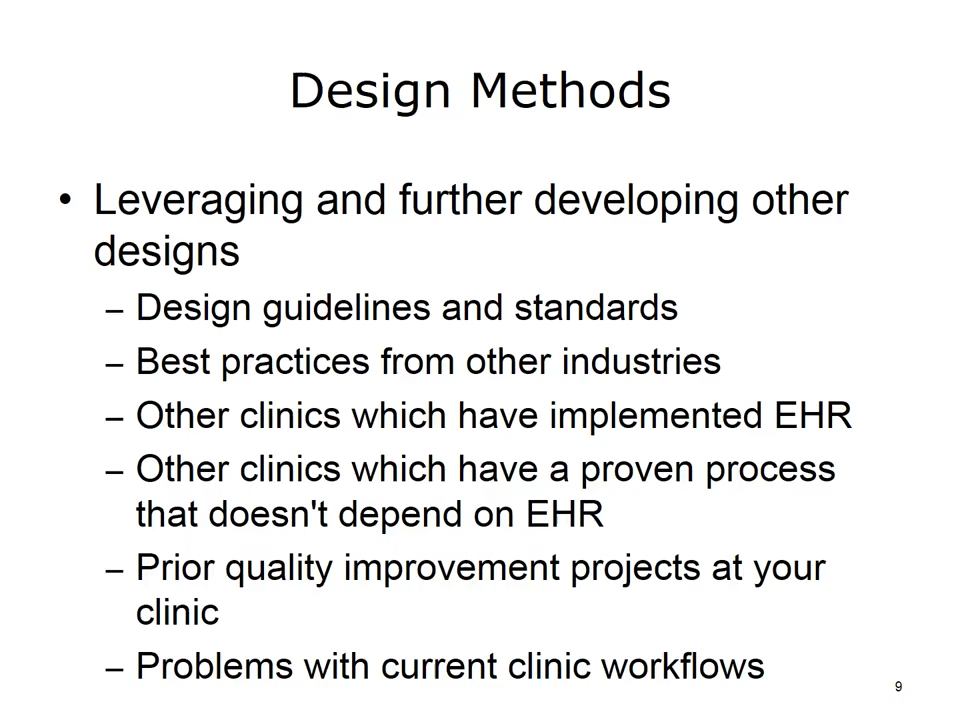 Design Methods
• Leveraging and further developing other
designs
– Design guidelines and standards
– Best practices from other industries
– Other clinics which have implemented EHR
– Other clinics which have a proven process
that doesn't depend on EHR
– Prior quality improvement projects at your
clinic
– Problems with current clinic workflows
9